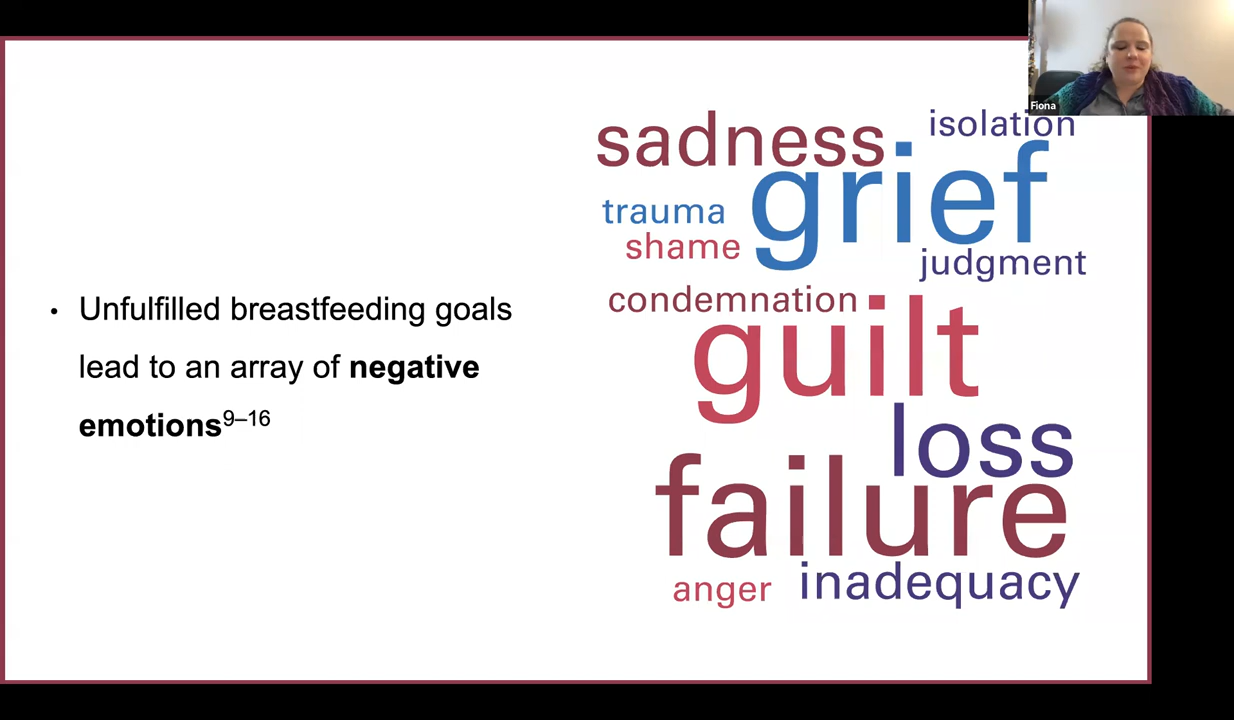 Fiona
• Unfulfilled breastfeeding goals
lead to an array of negative
emotions9–16
sadness
isolation
grief
trauma
shame
judgment
condemnation
guilt
loss
failure
anger
inadequacy